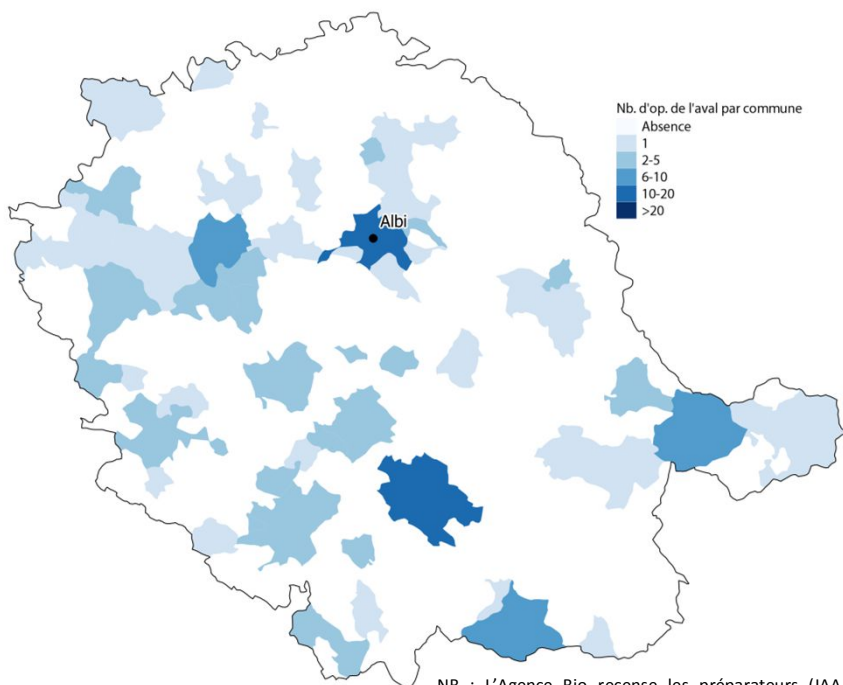 Nb. d'op. de l'aval par commune
Absence
1
2-5
6-10
10-20
>20
Albi
NB : L'Agence Bio recense les préparateurs (IAA